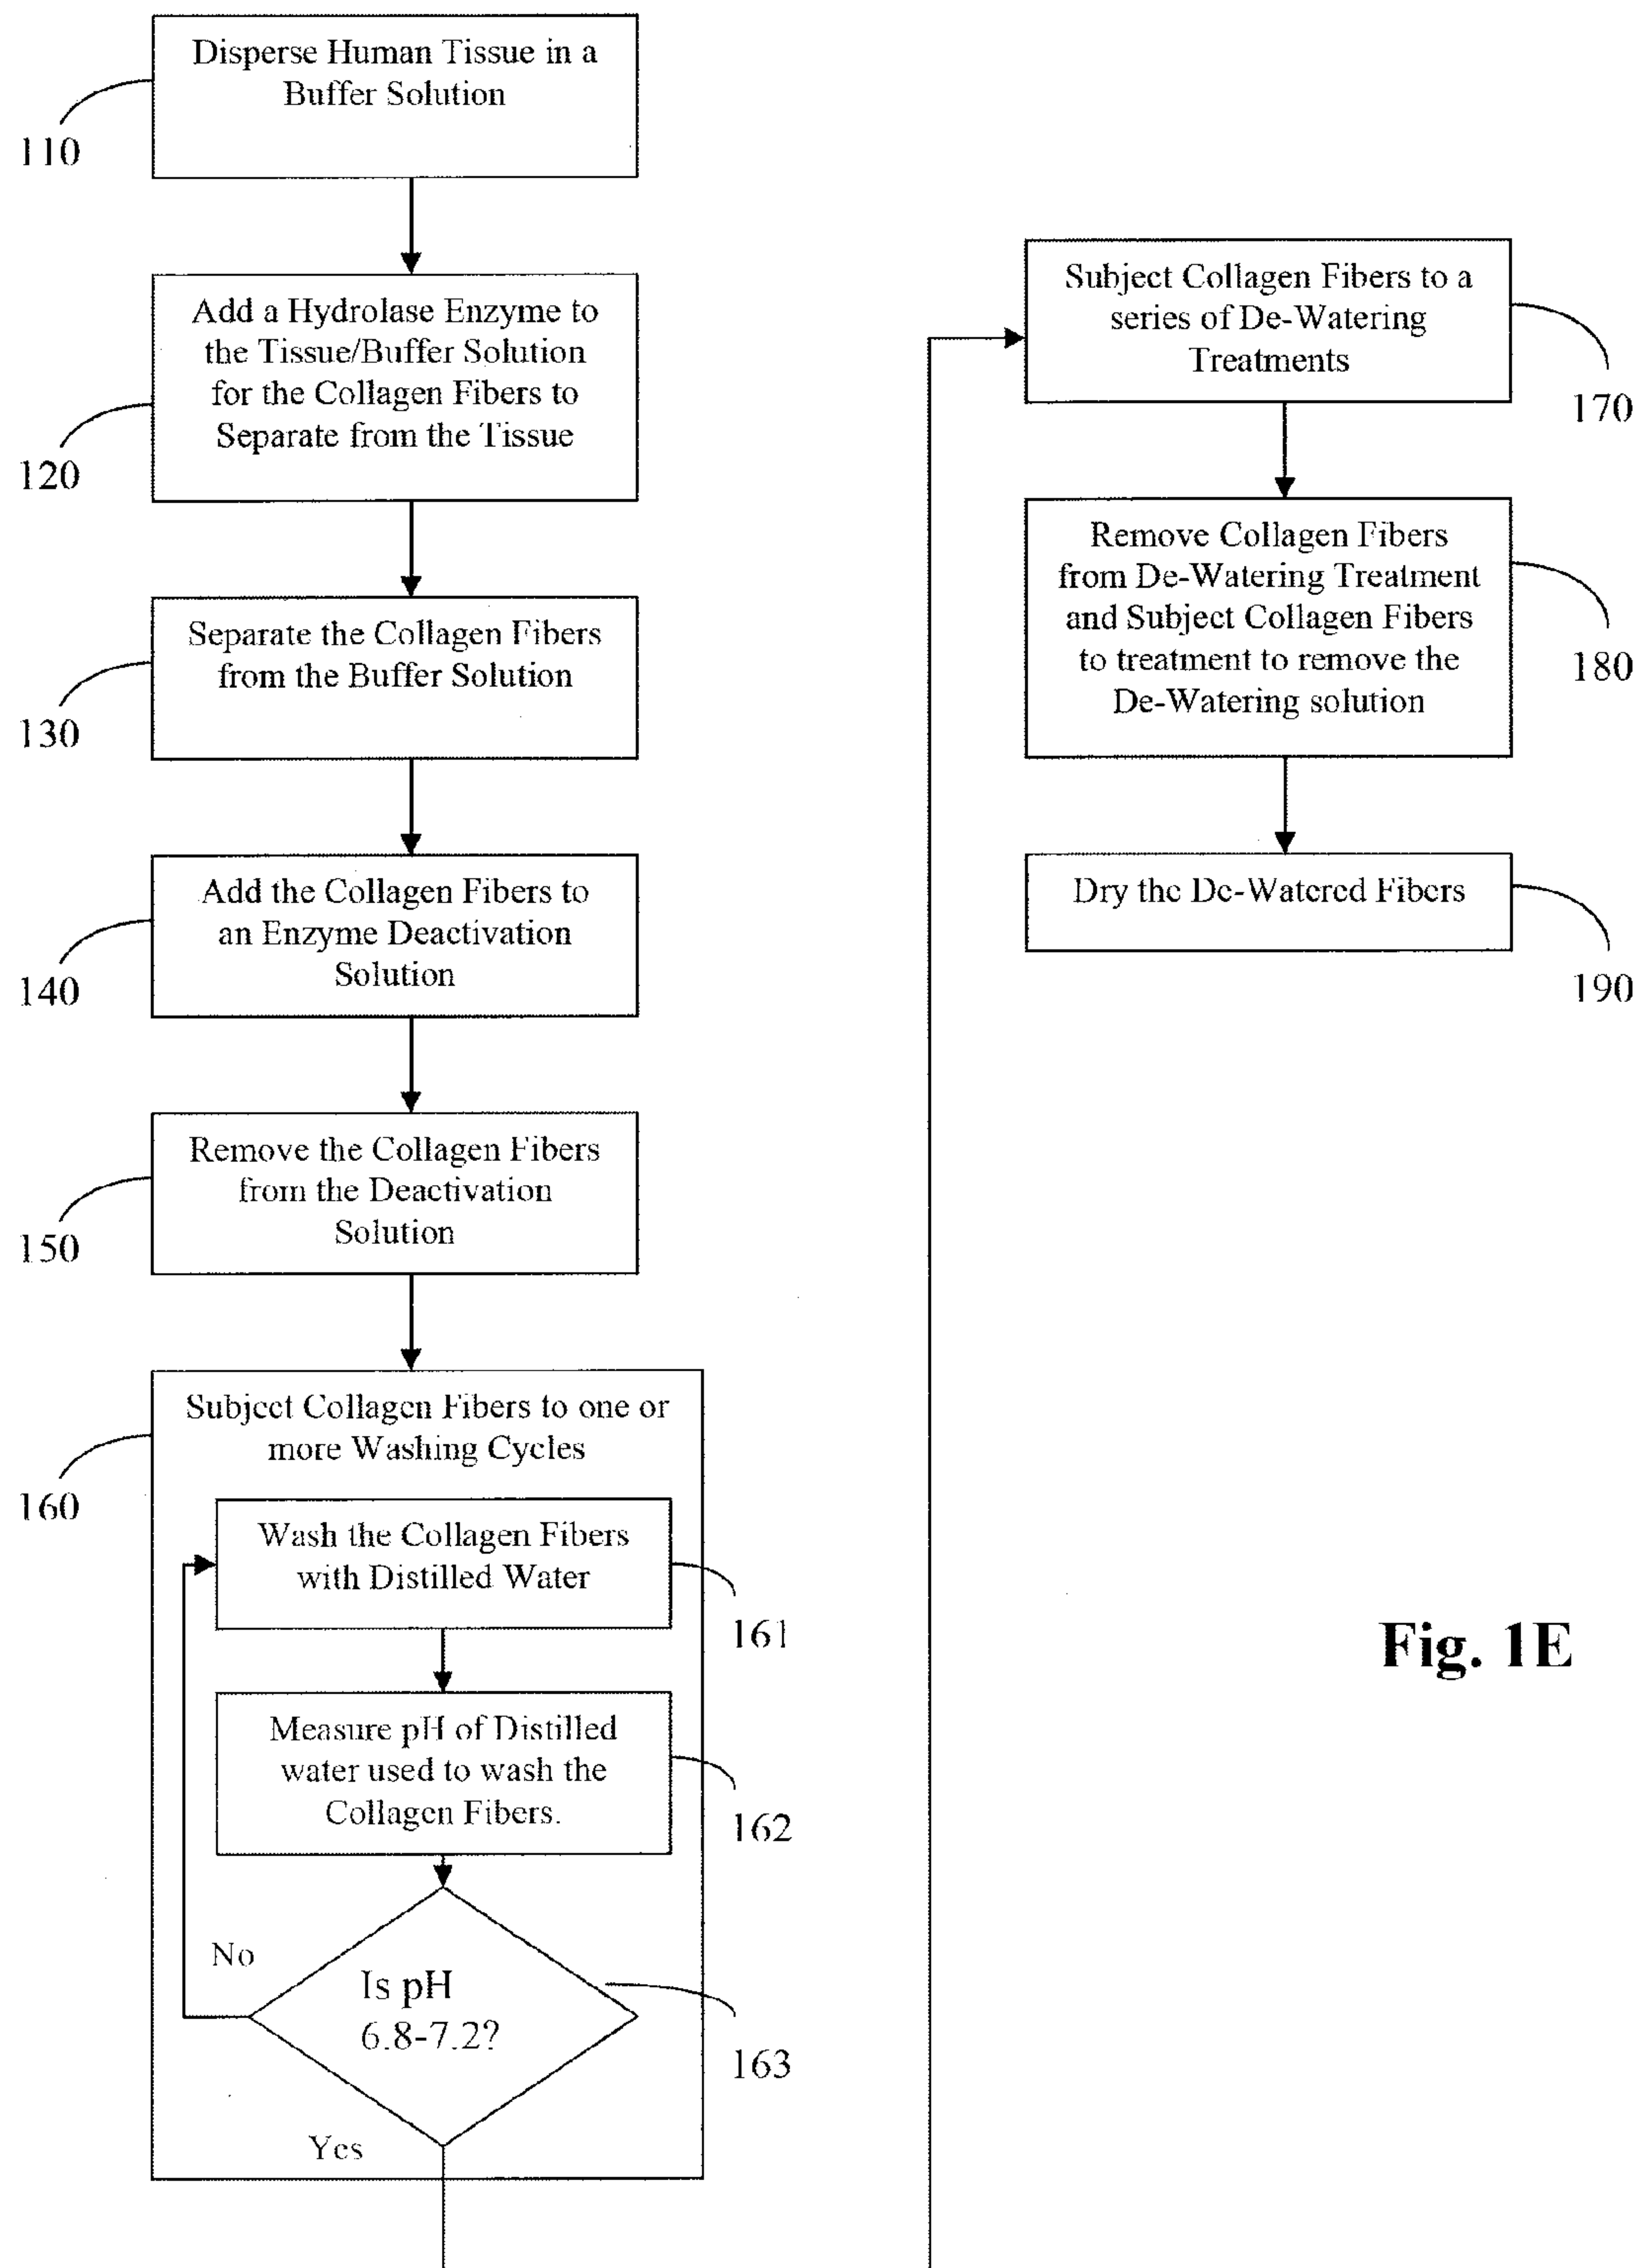 Disperse Human Tissue in a
Buffer Solution
110
Add a Hydrolase Enzyme to
the Tissue/Buffer Solution
for the Collagen Fibers to
Separate from the Tissue
120
Separate the Collagen Fibers
from the Buffer Solution
130
Add the Collagen Fibers to
an Enzyme Deactivation
Solution
140
Remove the Collagen Fibers
from the Deactivation
Solution
150
Subject Collagen Fibers to one or
more Washing Cycles
160
Wash the Collagen Fibers
with Distilled Water
161
Measure pH of Distilled
water used to wash the
Collagen Fibers.
162
No
Is pH
6.8-7.2?
163
Yes
Subject Collagen Fibers to a
series of De-Watering
Treatments
170
Remove Collagen Fibers
from De-Watering Treatment
and Subject Collagen Fibers
to treatment to remove the
De-Watering solution
180
Dry the De-Watered Fibers
190
Fig. 1E